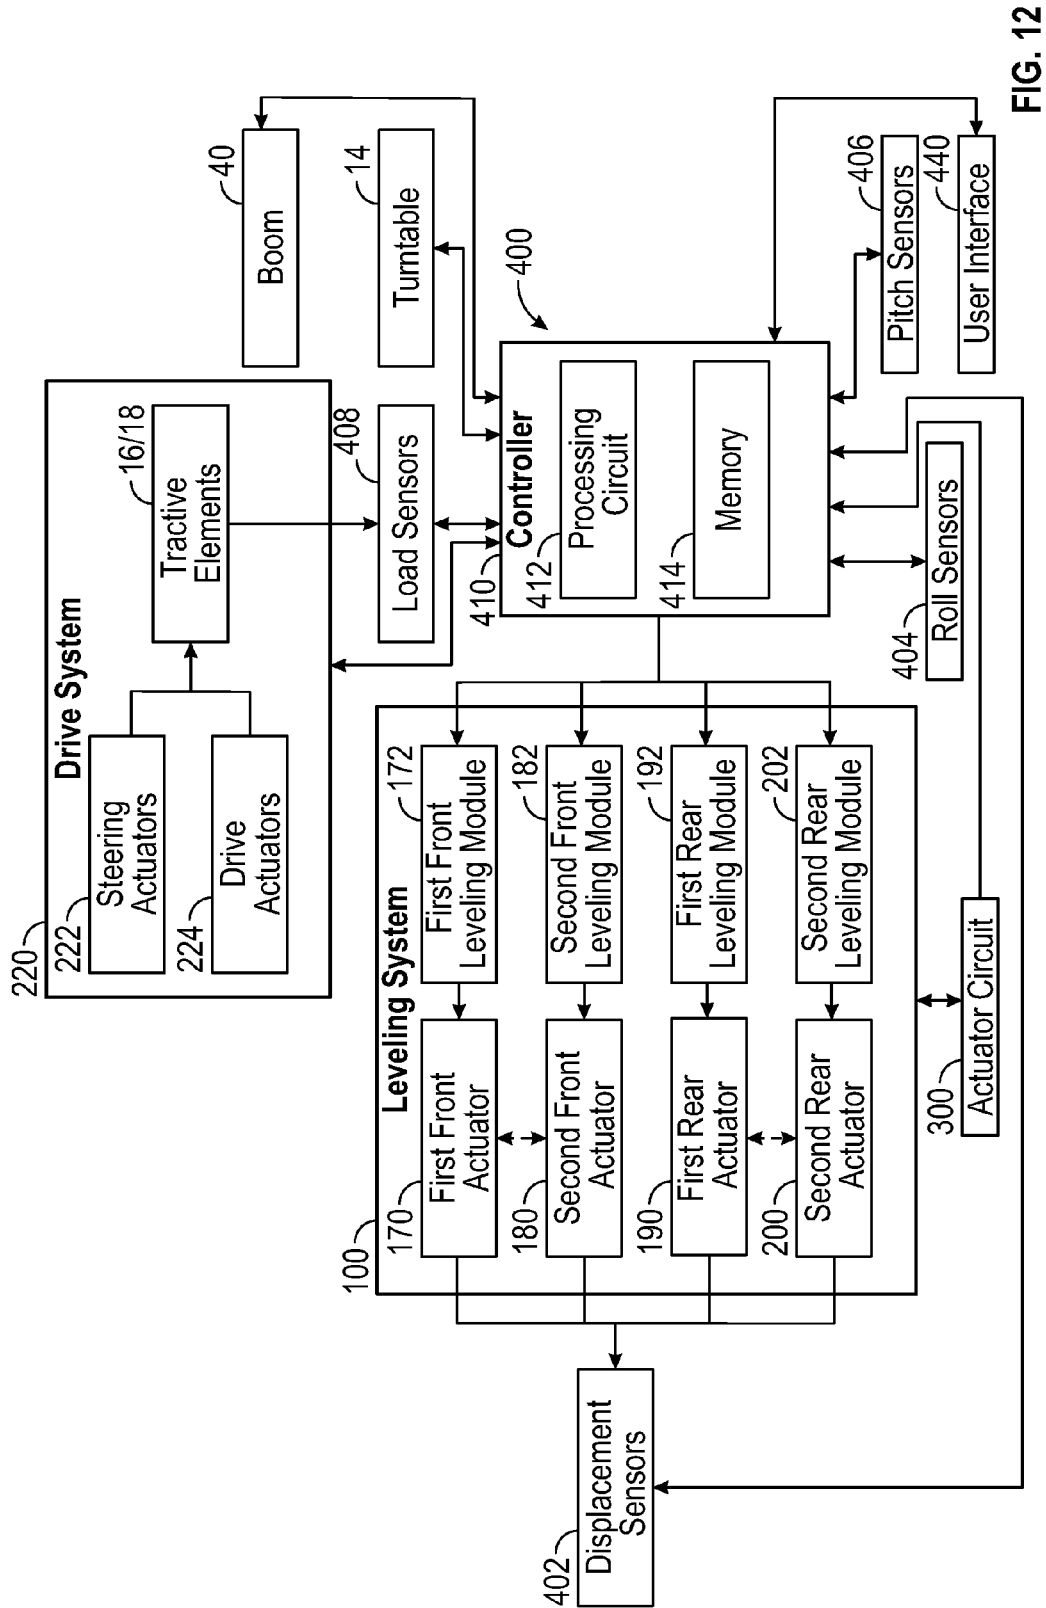 220
Drive System
222
Steering
Actuators
224
Drive
Actuators
16/18
Tractive
Elements
40
Boom
14
Turntable
408
Load Sensors
400
410
Controller
412
Processing
Circuit
414
Memory
100
Leveling System
170
First Front
Actuator
172
First Front
Leveling Module
180
Second Front
Actuator
182
Second Front
Leveling Module
190
First Rear
Actuator
192
First Rear
Leveling Module
200
Second Rear
Actuator
202
Second Rear
Leveling Module
402
Displacement
Sensors
300
Actuator Circuit
404
Roll Sensors
406
Pitch Sensors
440
User Interface
FIG. 12